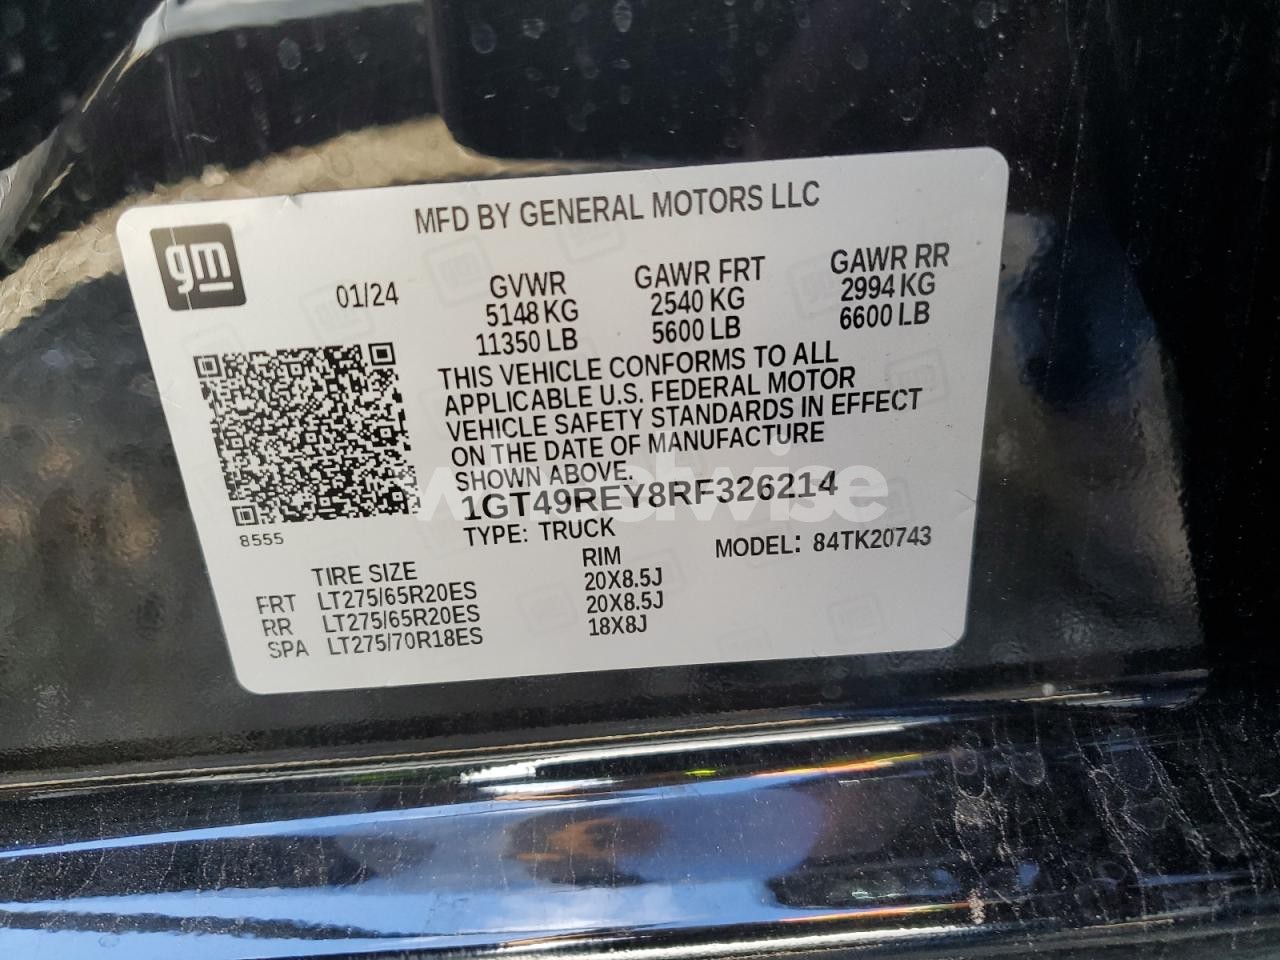 gm
MFD BY GENERAL MOTORS LLC
01/24
GVWR
5148 KG
11350 LB
GAWR FRT
2540 KG
5600 LB
GAWR RR
2994 KG
6600 LB
THIS VEHICLE CONFORMS TO ALL
APPLICABLE U.S. FEDERAL MOTOR
VEHICLE SAFETY STANDARDS IN EFFECT
ON THE DATE OF MANUFACTURE
SHOWN ABOVE.
1GT49REY8RF326214
TYPE: TRUCK
MODEL: 84TK20743
8555
TIRE SIZE RIM
FRT LT275/65R20ES 20X8.5J
RR LT275/65R20ES 20X8.5J
SPA LT275/70R18ES 18X8J